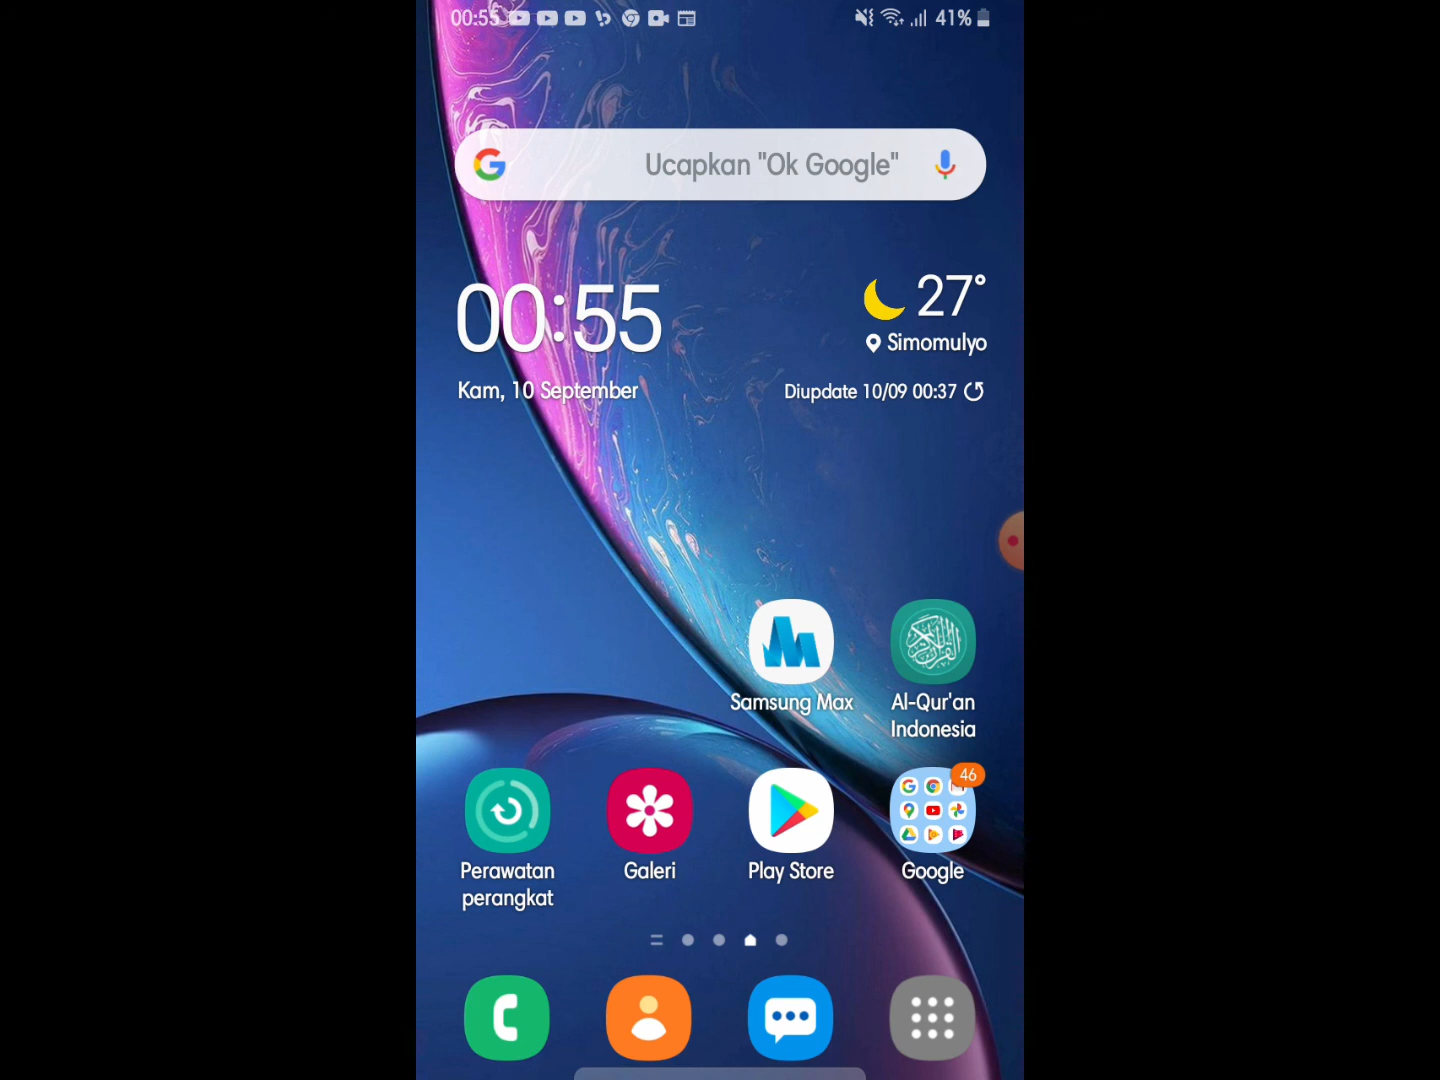 00:55
41%
Ucapkan "Ok Google"
00:55
27°
Simomulyo
Kam, 10 September
Diupdate 10/09 00:37
Samsung Max
Al-Qur'an
Indonesia
46
Perawatan
perangkat
Galeri
Play Store
Google